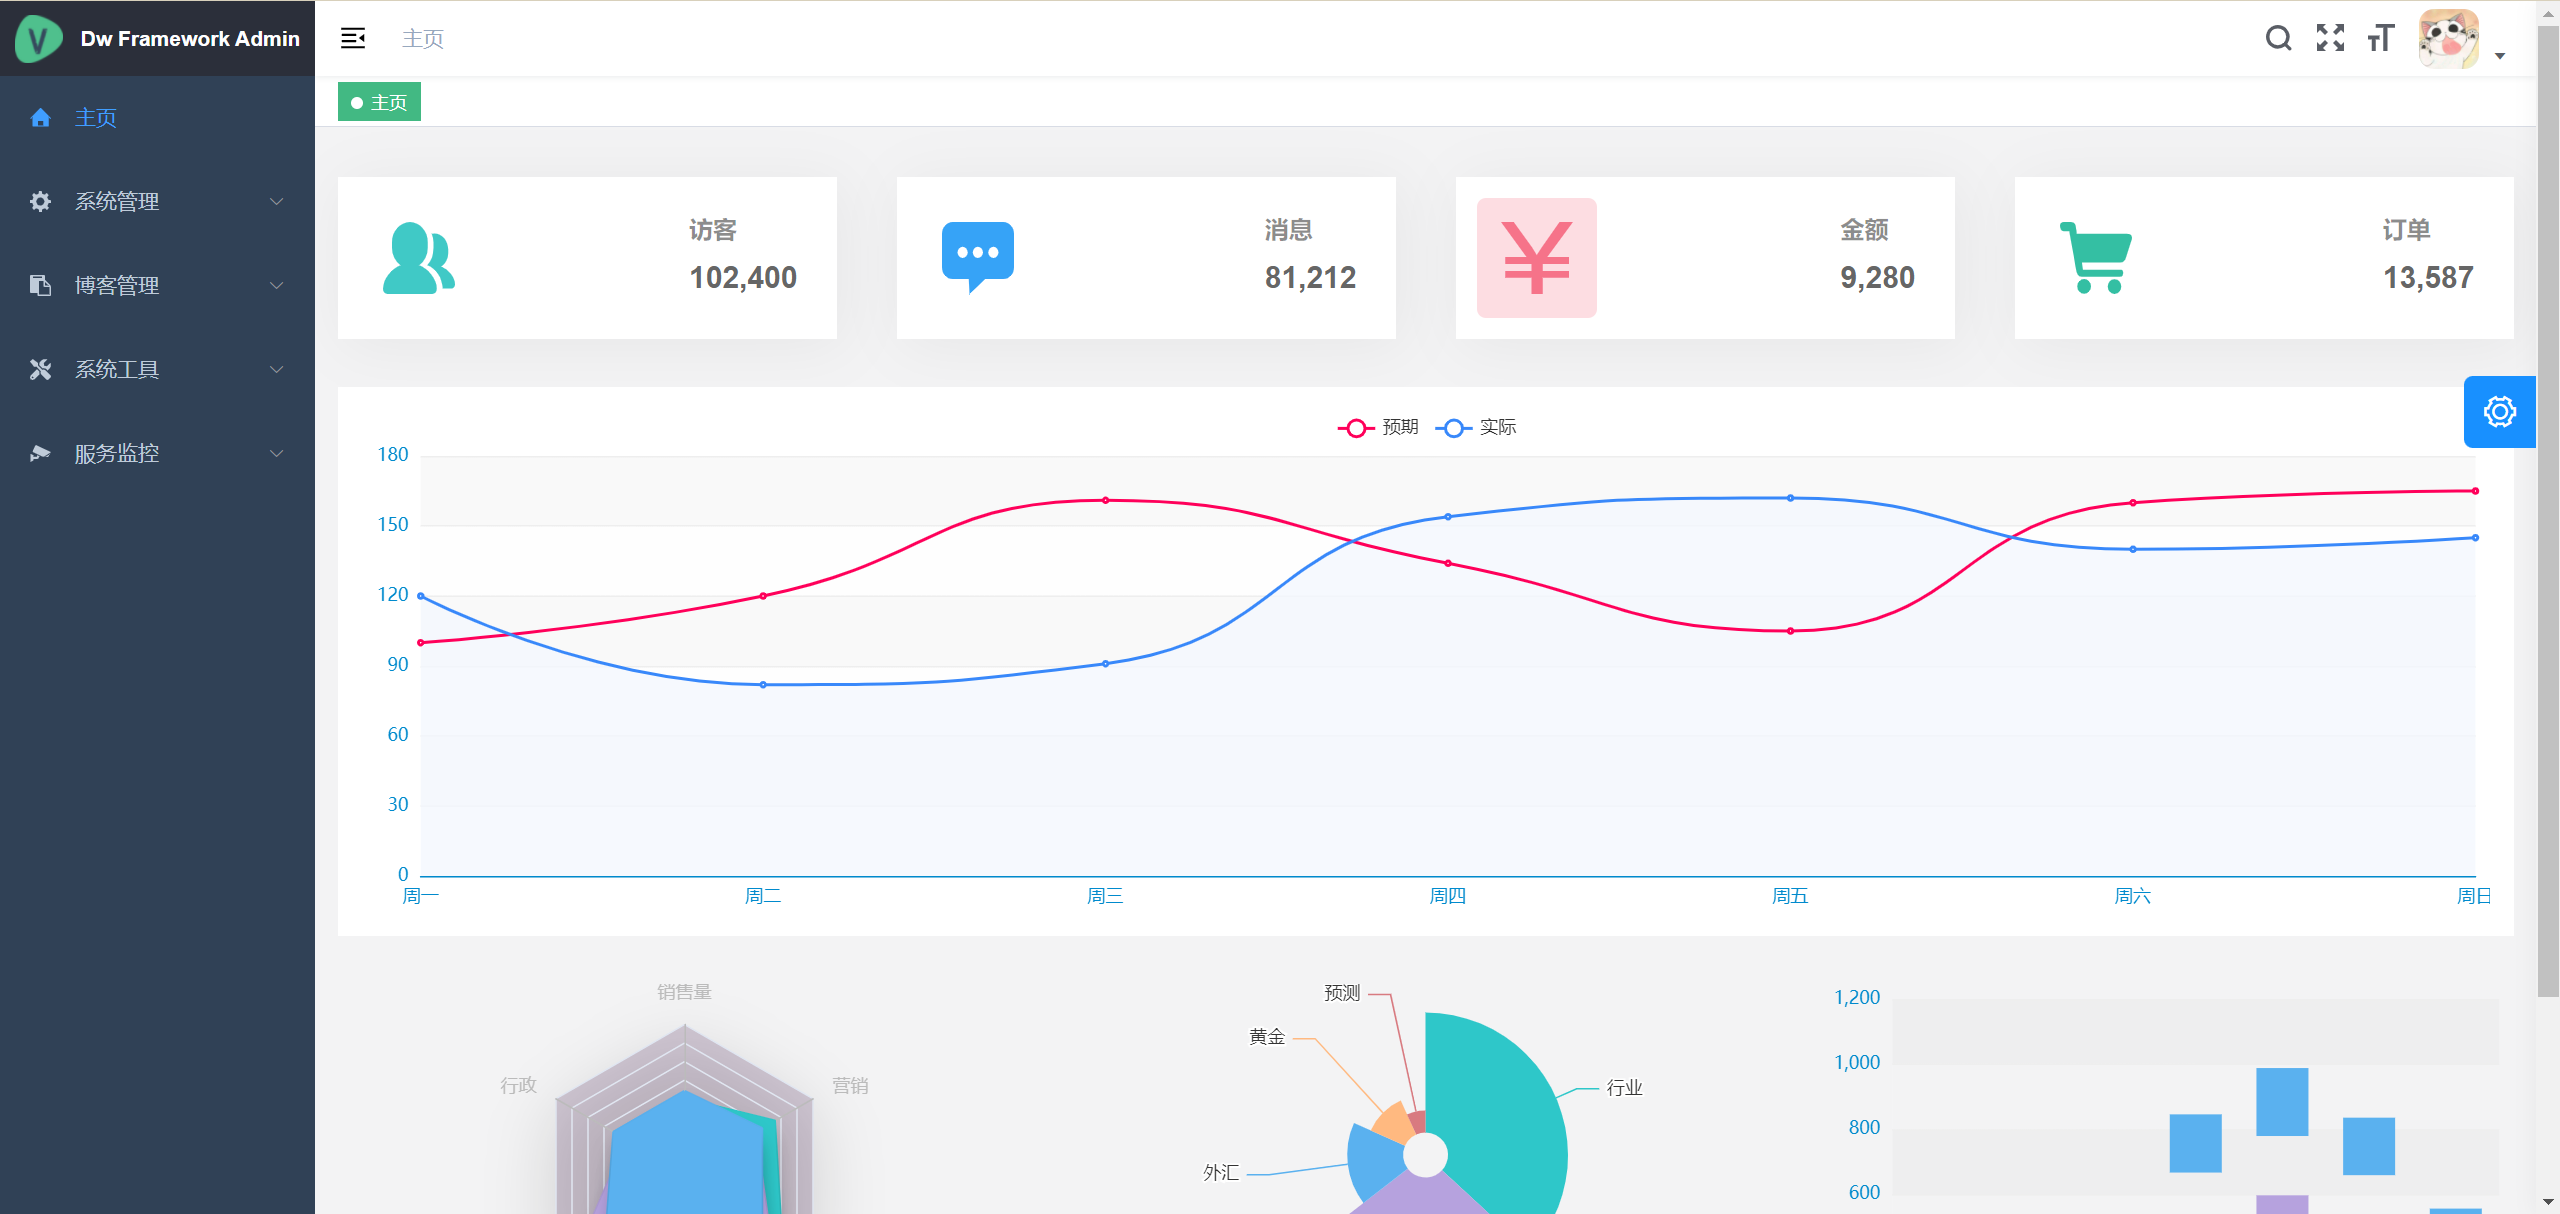 Dw Framework Admin
主页
主页
系统管理
博客管理
系统工具
服务监控
主页
访客
102,400
消息
81,212
金额
9,280
订单
13,587
预期
实际
180
150
120
90
60
30
0
周一
周二
周三
周四
周五
周六
周日
销售量
行政
营销
预测
黄金
行业
外汇
1,200
1,000
800
600